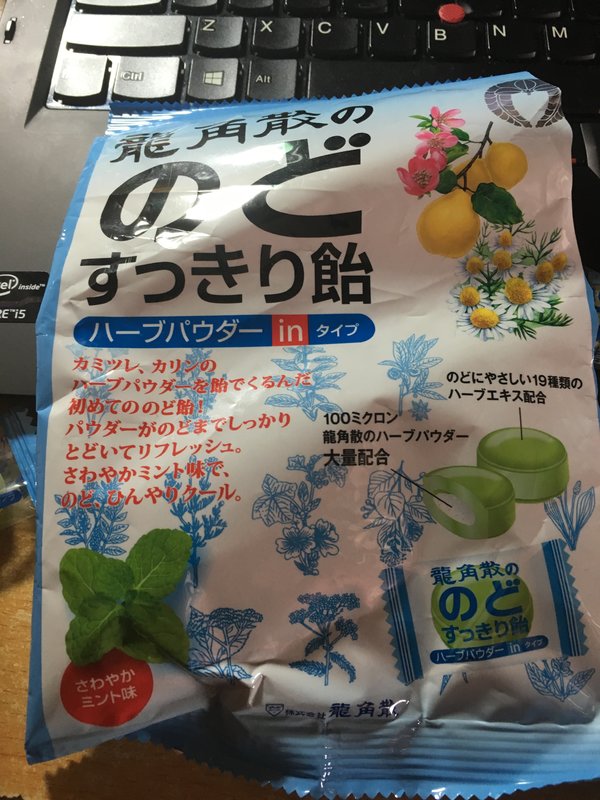 Z X C V B N M
Ctrl Alt
intel inside™
CORE™ i5
龍角散の
のど
すっきり飴
ハーブパウダー in タイプ
カミツレ、カリンの
ハーブパウダーを飴でくるんだ
初めてののど飴!
パウダーがのどまでしっかり
とどいてリフレッシュ。
さわやかミント味で、
のど、ひんやりクール。
のどにやさしい19種類の
ハーブエキス配合
100ミクロン
龍角散のハーブパウダー
大量配合
龍角散の
のど
すっきり飴
ハーブパウダー in タイプ
さわやか
ミント味
株式会社 龍角散